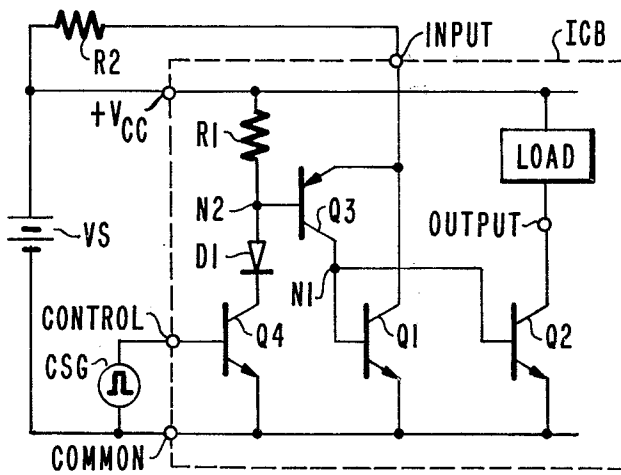 INPUT
ICB
R2
+VCC
R1
LOAD
N2
Q3
OUTPUT
VS
D1
N1
CONTROL
Q4
Q1
Q2
CSG
COMMON